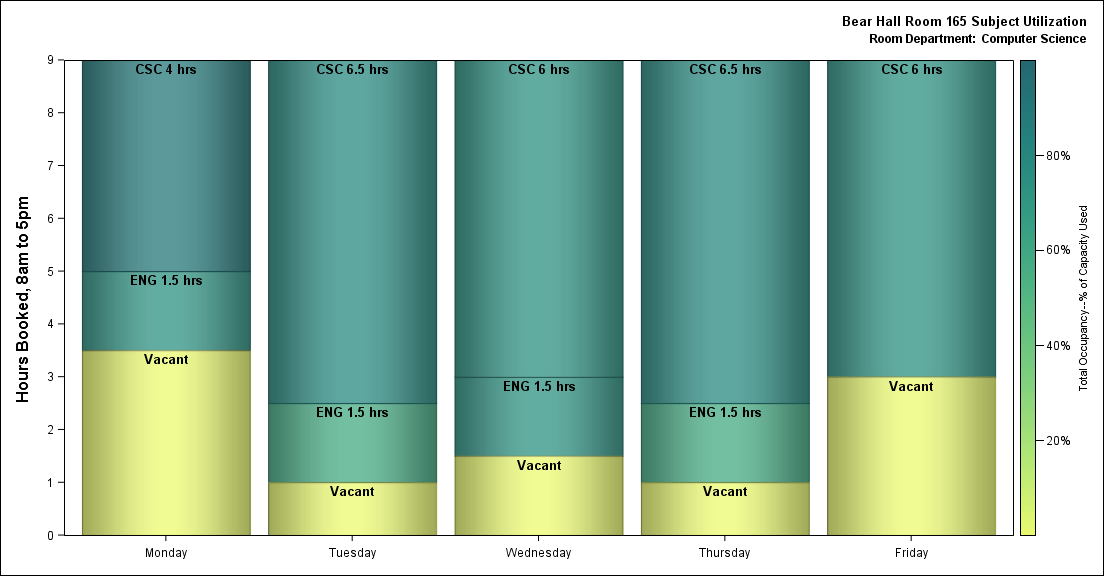 Bear Hall Room 165 Subject Utilization
Room Department: Computer Science
Hours Booked, 8am to 5pm
9
8
7
6
5
4
3
2
1
0
CSC 4 hrs
ENG 1.5 hrs
Vacant
CSC 6.5 hrs
ENG 1.5 hrs
Vacant
CSC 6 hrs
ENG 1.5 hrs
Vacant
CSC 6.5 hrs
ENG 1.5 hrs
Vacant
CSC 6 hrs
Vacant
Monday
Tuesday
Wednesday
Thursday
Friday
80%
60%
40%
20%
Total Occupancy--% of Capacity Used